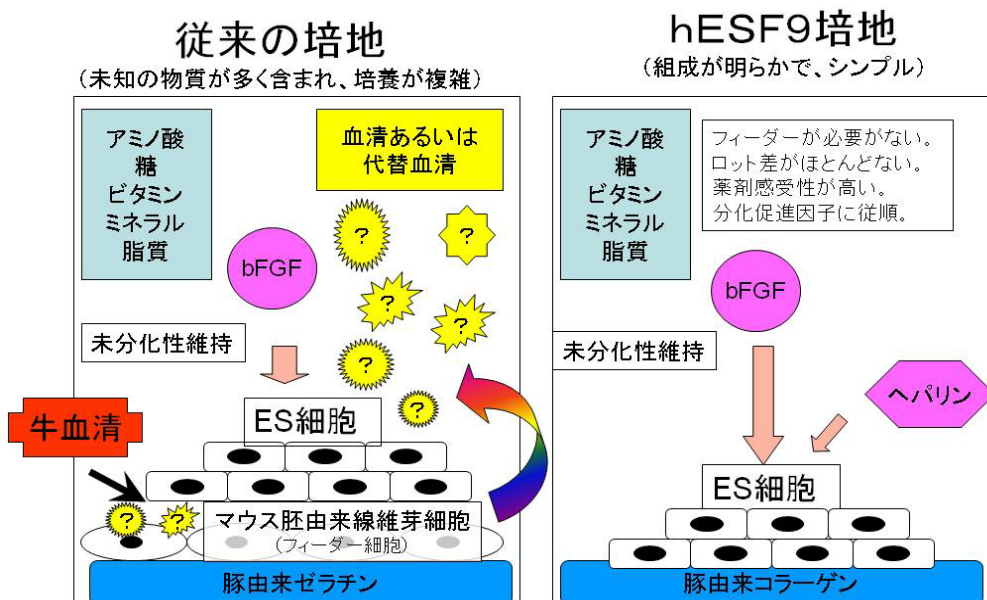 従来の培地
(未知の物質が多く含まれ、培養が複雑)
アミノ酸
糖
ビタミン
ミネラル
脂質
血清あるいは
代替血清
bFGF
?
?
?
?
?
?
未分化性維持
牛血清
ES細胞
?
?
マウス胚由来線維芽細胞
(フィーダー細胞)
豚由来ゼラチン
hESF9培地
(組成が明らかで、シンプル)
アミノ酸
糖
ビタミン
ミネラル
脂質
フィーダーが必要がない。
ロット差がほとんどない。
薬剤感受性が高い。
分化促進因子に従順。
bFGF
未分化性維持
ヘパリン
ES細胞
豚由来コラーゲン